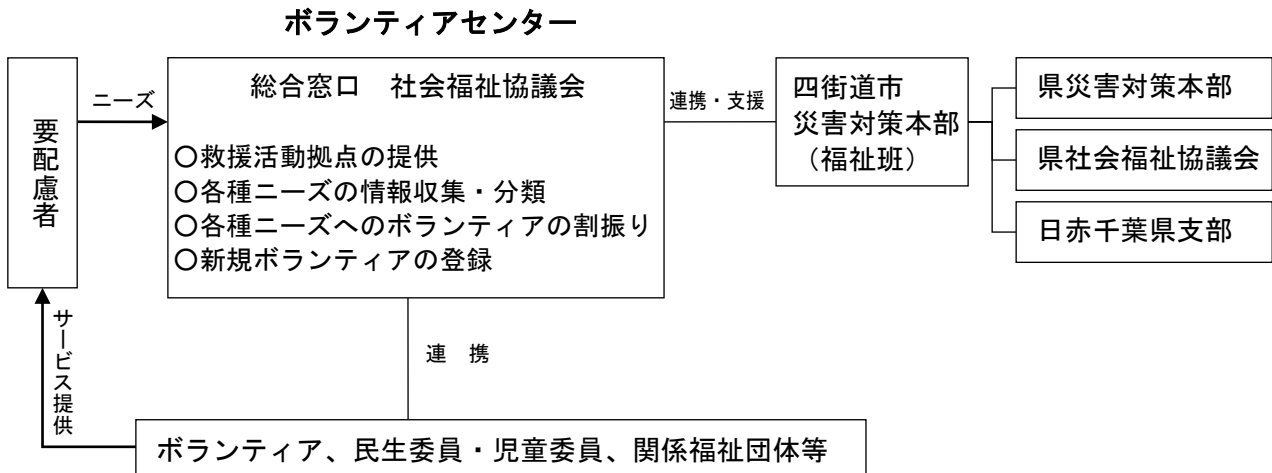 ボランティアセンター
要配慮者
ニーズ
総合窓口　社会福祉協議会
〇救援活動拠点の提供
〇各種ニーズの情報収集・分類
〇各種ニーズへのボランティアの割振り
〇新規ボランティアの登録
連携・支援
四街道市
災害対策本部
（福祉班）
県災害対策本部
県社会福祉協議会
日赤千葉県支部
サービス提供
連　携
ボランティア、民生委員・児童委員、関係福祉団体等